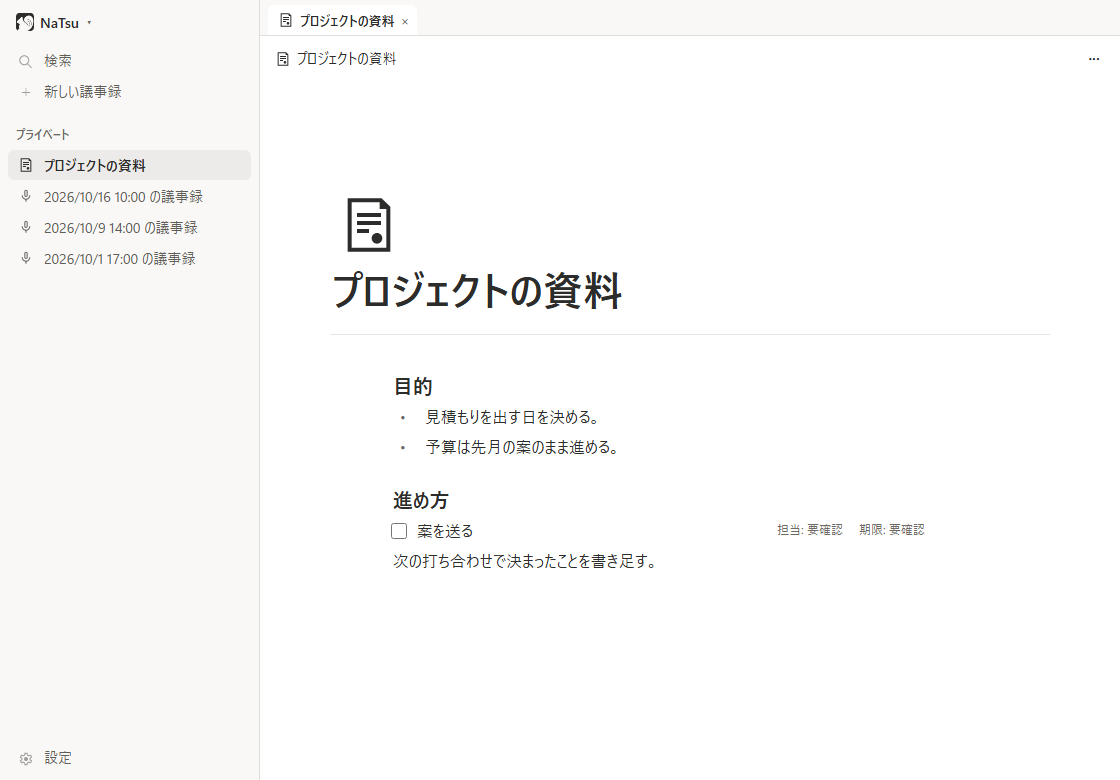 NaTsu
検索
新しい議事録
プライベート
プロジェクトの資料
2026/10/16 10:00 の議事録
2026/10/9 14:00 の議事録
2026/10/1 17:00 の議事録
設定
プロジェクトの資料 ×
プロジェクトの資料
プロジェクトの資料
目的
• 見積もりを出す日を決める。
• 予算は先月の案のまま進める。
進め方
案を送る 担当: 要確認 期限: 要確認
次の打ち合わせで決まったことを書き足す。